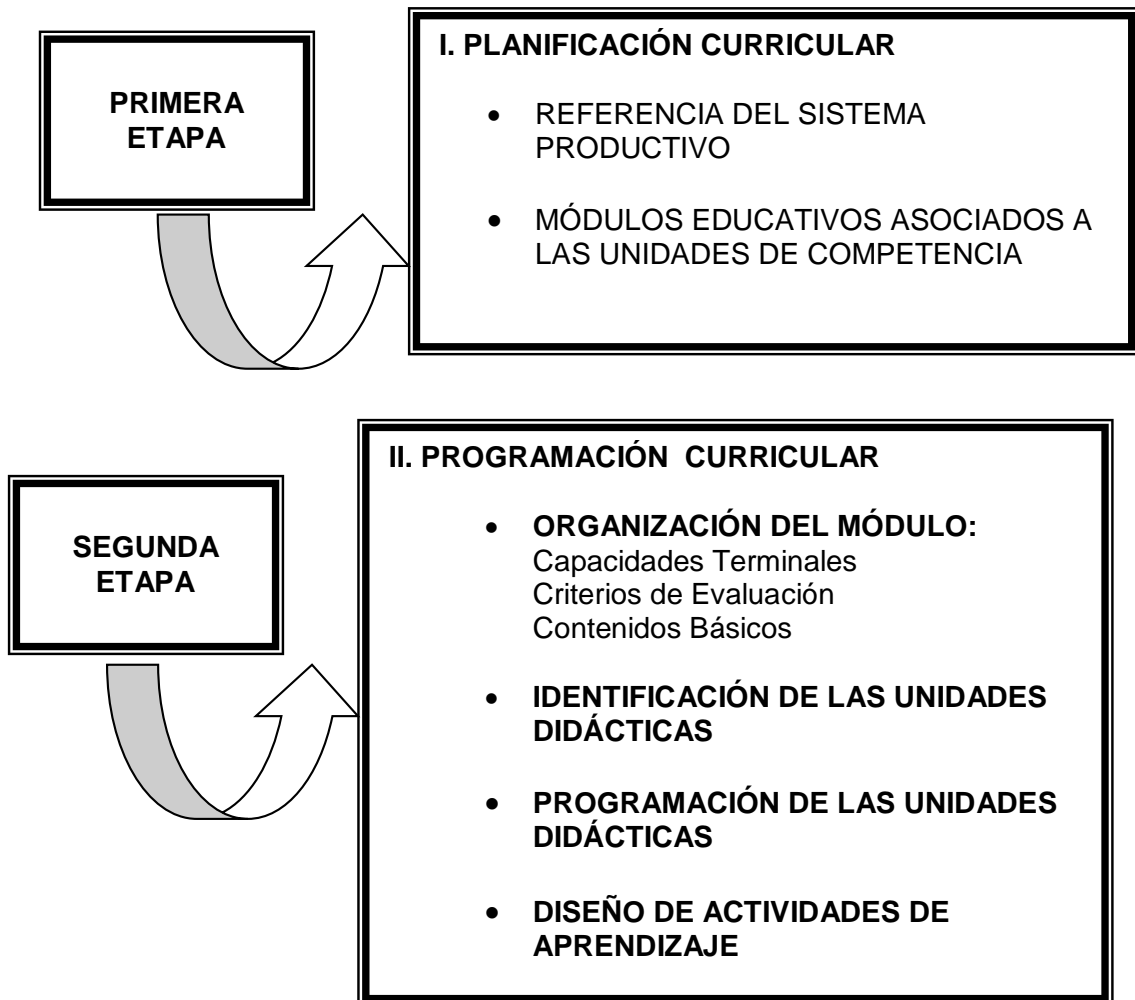 PRIMERA
ETAPA
I. PLANIFICACIÓN CURRICULAR
• REFERENCIA DEL SISTEMA
PRODUCTIVO
• MÓDULOS EDUCATIVOS ASOCIADOS A
LAS UNIDADES DE COMPETENCIA
SEGUNDA
ETAPA
II. PROGRAMACIÓN CURRICULAR
• ORGANIZACIÓN DEL MÓDULO:
Capacidades Terminales
Criterios de Evaluación
Contenidos Básicos
• IDENTIFICACIÓN DE LAS UNIDADES
DIDÁCTICAS
• PROGRAMACIÓN DE LAS UNIDADES
DIDÁCTICAS
• DISEÑO DE ACTIVIDADES DE
APRENDIZAJE